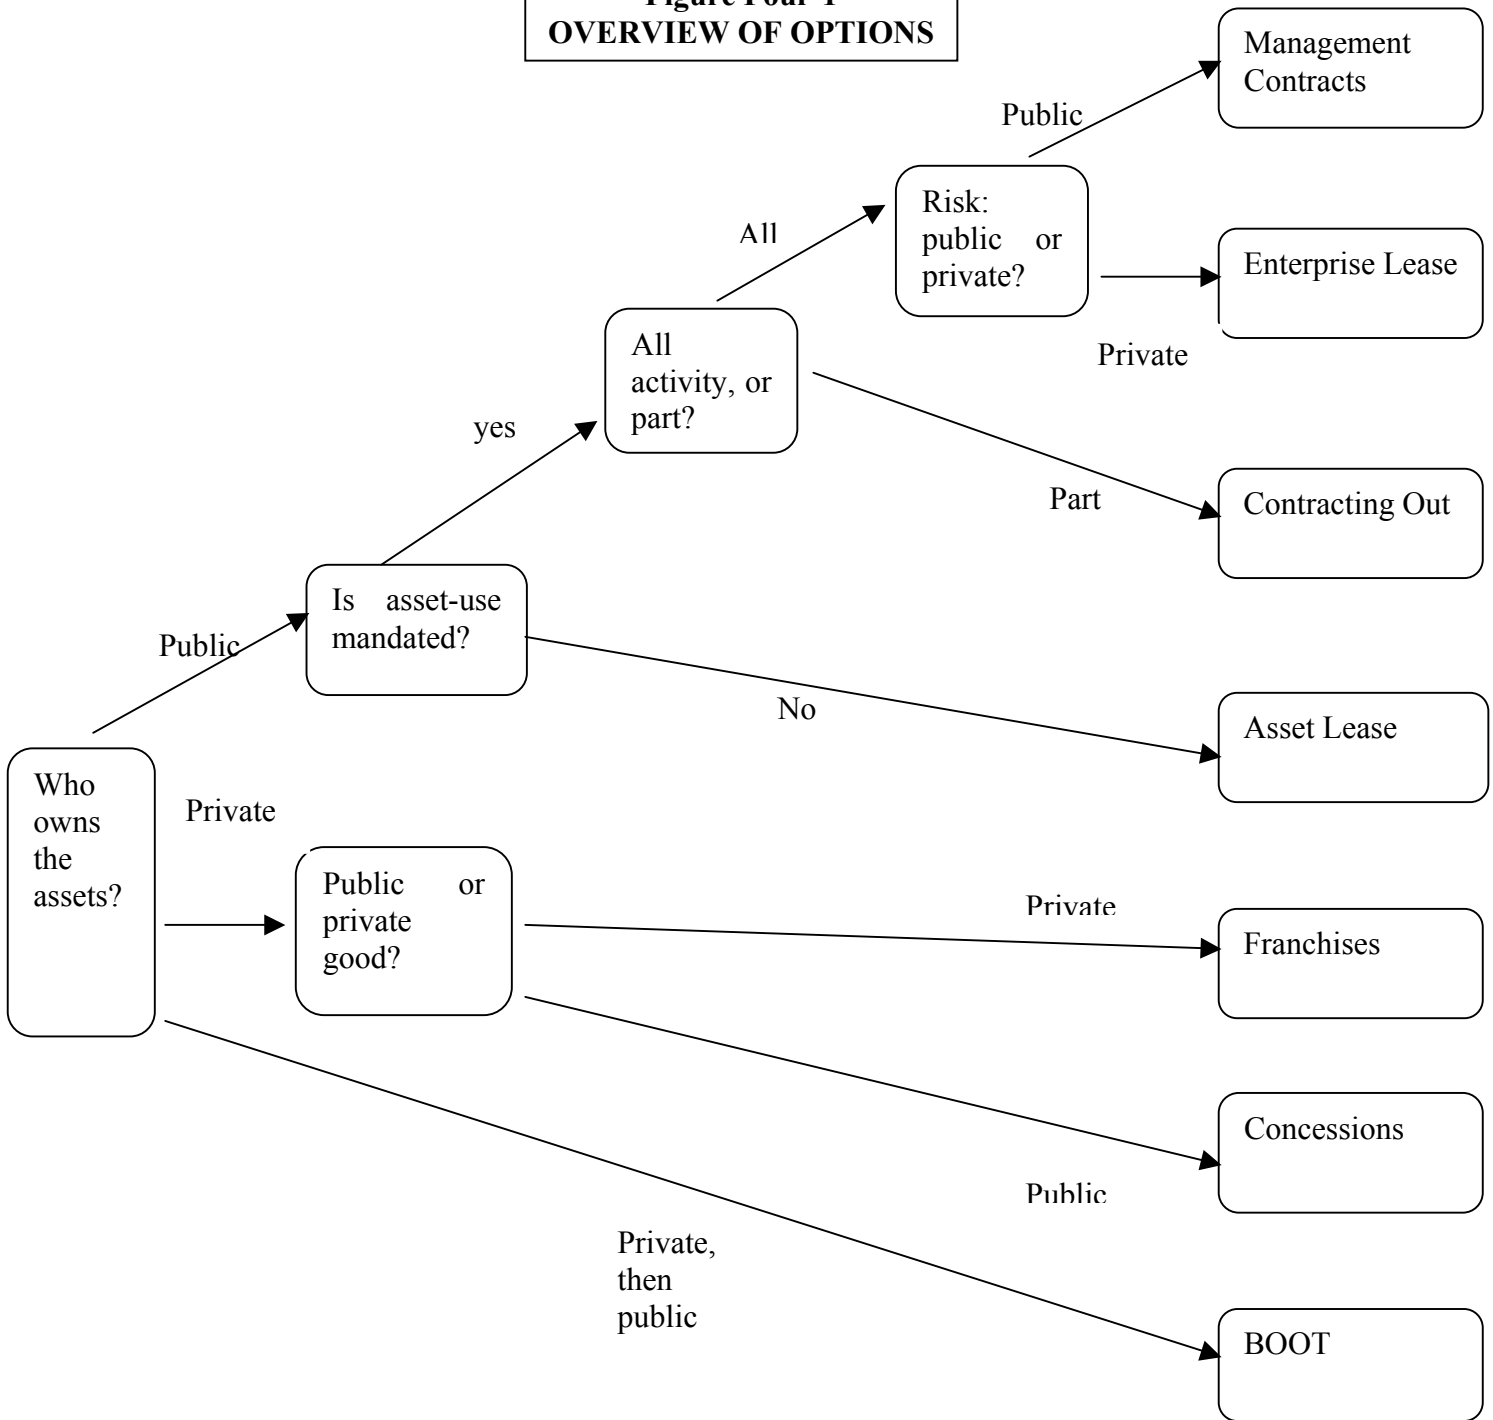 Figure Four-1
OVERVIEW OF OPTIONS
Management
Contracts
Public
Risk:
public or
private?
All
Enterprise Lease
Private
All
activity, or
part?
yes
Part
Contracting Out
Is asset-use
mandated?
Public
No
Asset Lease
Who
owns
the
assets?
Private
Public or
private
good?
Private
Franchises
Concessions
Public
Private,
then
public
BOOT